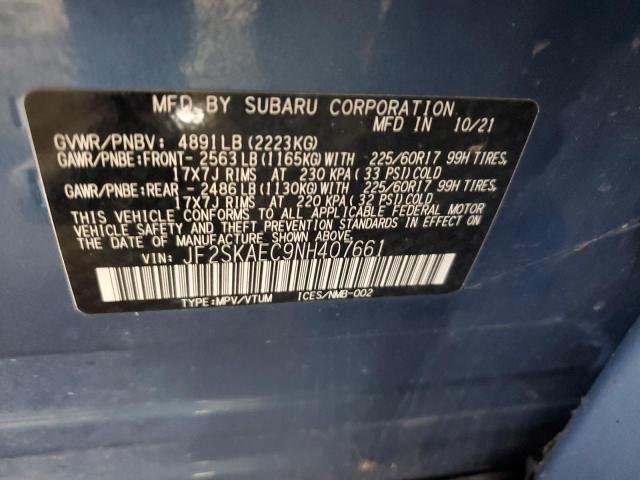 MFD BY SUBARU CORPORATION
MFD IN 10/21
GVWR/PNBV: 4891LB (2223KG)
GAWR/PNBE:FRONT- 2563LB (1165KG) WITH 225/60R17 99H TIRES,
17X7J RIMS AT 230 KPA (33 PSI) COLD
GAWR/PNBE:REAR -2486LB (1130KG) WITH 225/60R17 99H TIRES,
17X7J RIMS AT 220 KPA (32 PSI) COLD
THIS VEHICLE CONFORMS TO ALL APPLICABLE FEDERAL MOTOR
VEHICLE SAFETY AND THEFT PREVENTION STANDARDS IN EFFECT ON
THE DATE OF MANUFACTURE SHOWN ABOVE.
VIN: JF2SKAEC9NH407661
TYPE:MPV/VTUM ICES/NMB-002